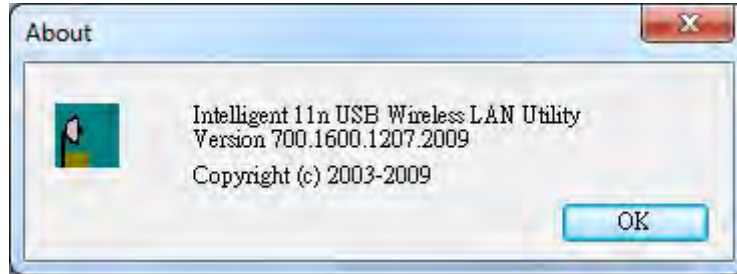 About
Intelligent 11n USB Wireless LAN Utility
Version 700.1600.1207.2009
Copyright (c) 2003-2009
OK